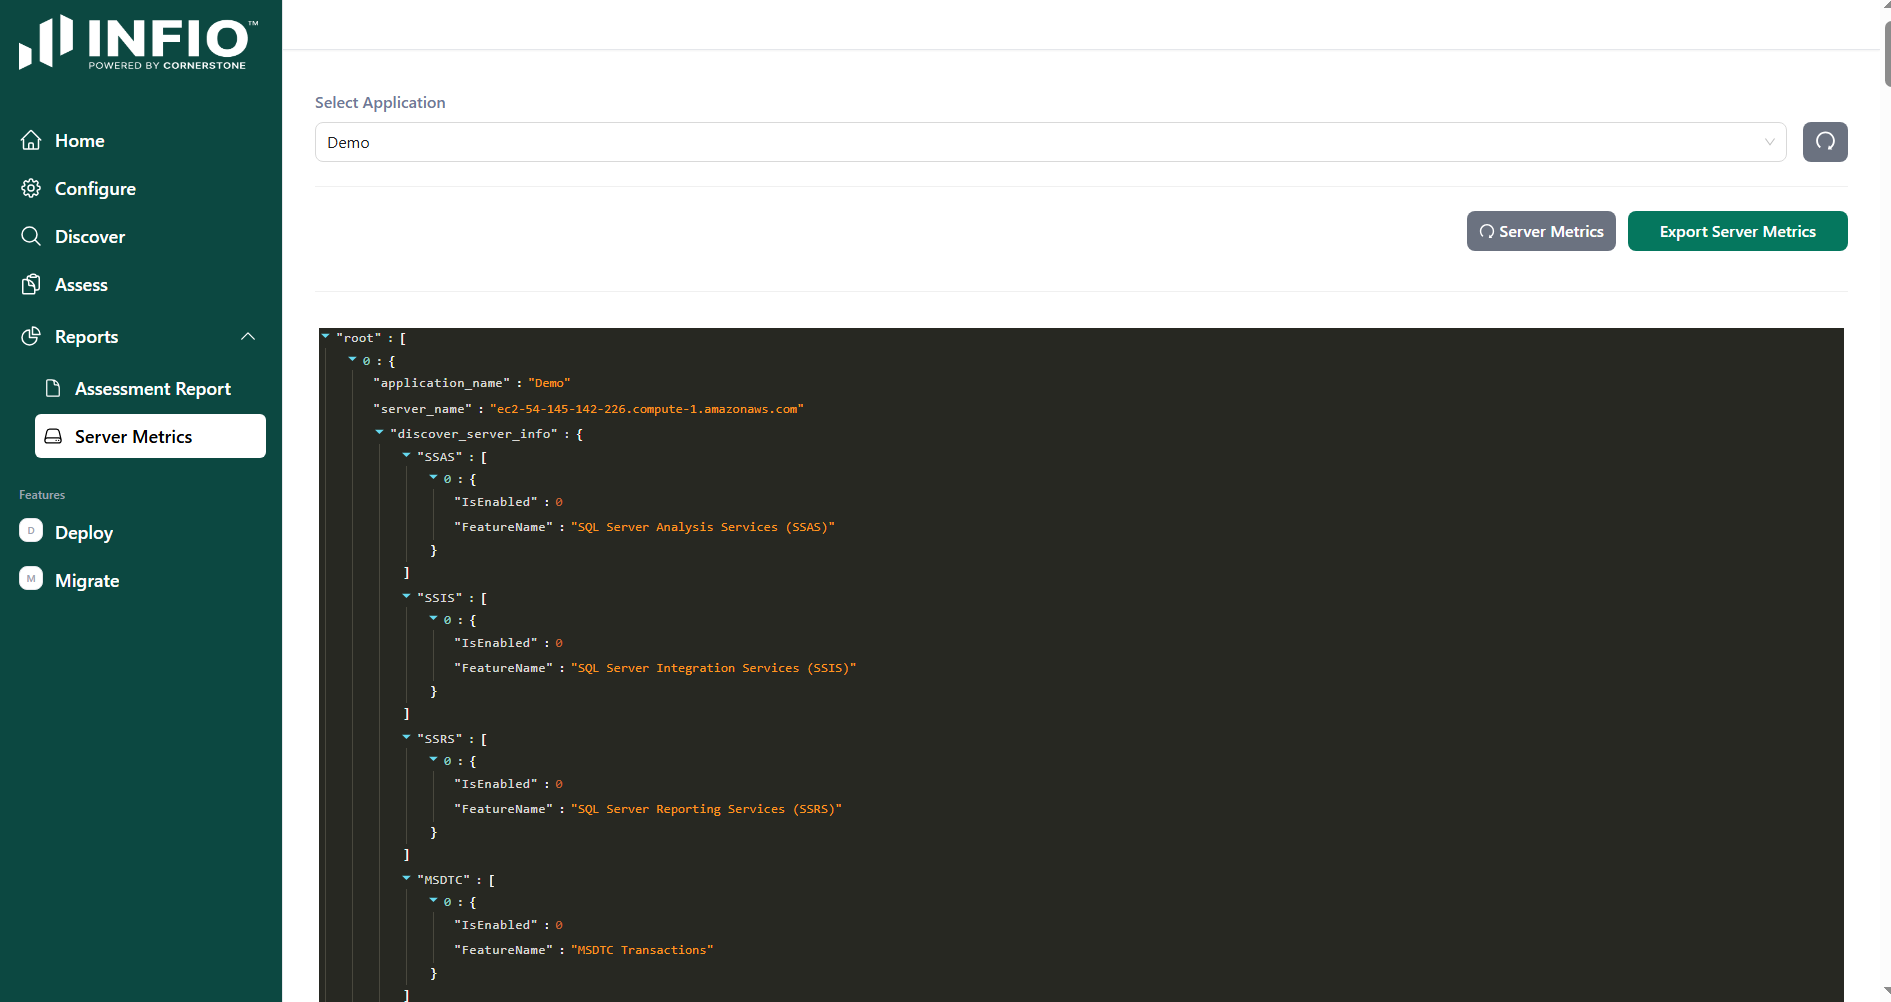 INFIO™
POWERED BY CORNERSTONE
Home
Configure
Discover
Assess
Reports
Assessment Report
Server Metrics
Features
D Deploy
M Migrate
Select Application
Demo
Server Metrics
Export Server Metrics
"root" : [
0 : {
"application_name" : "Demo"
"server_name" : "ec2-54-145-142-226.compute-1.amazonaws.com"
"discover_server_info" : {
"SSAS" : [
0 : {
"IsEnabled" : 0
"FeatureName" : "SQL Server Analysis Services (SSAS)"
}
]
"SSIS" : [
0 : {
"IsEnabled" : 0
"FeatureName" : "SQL Server Integration Services (SSIS)"
}
]
"SSRS" : [
0 : {
"IsEnabled" : 0
"FeatureName" : "SQL Server Reporting Services (SSRS)"
}
]
"MSDTC" : [
0 : {
"IsEnabled" : 0
"FeatureName" : "MSDTC Transactions"
}
]